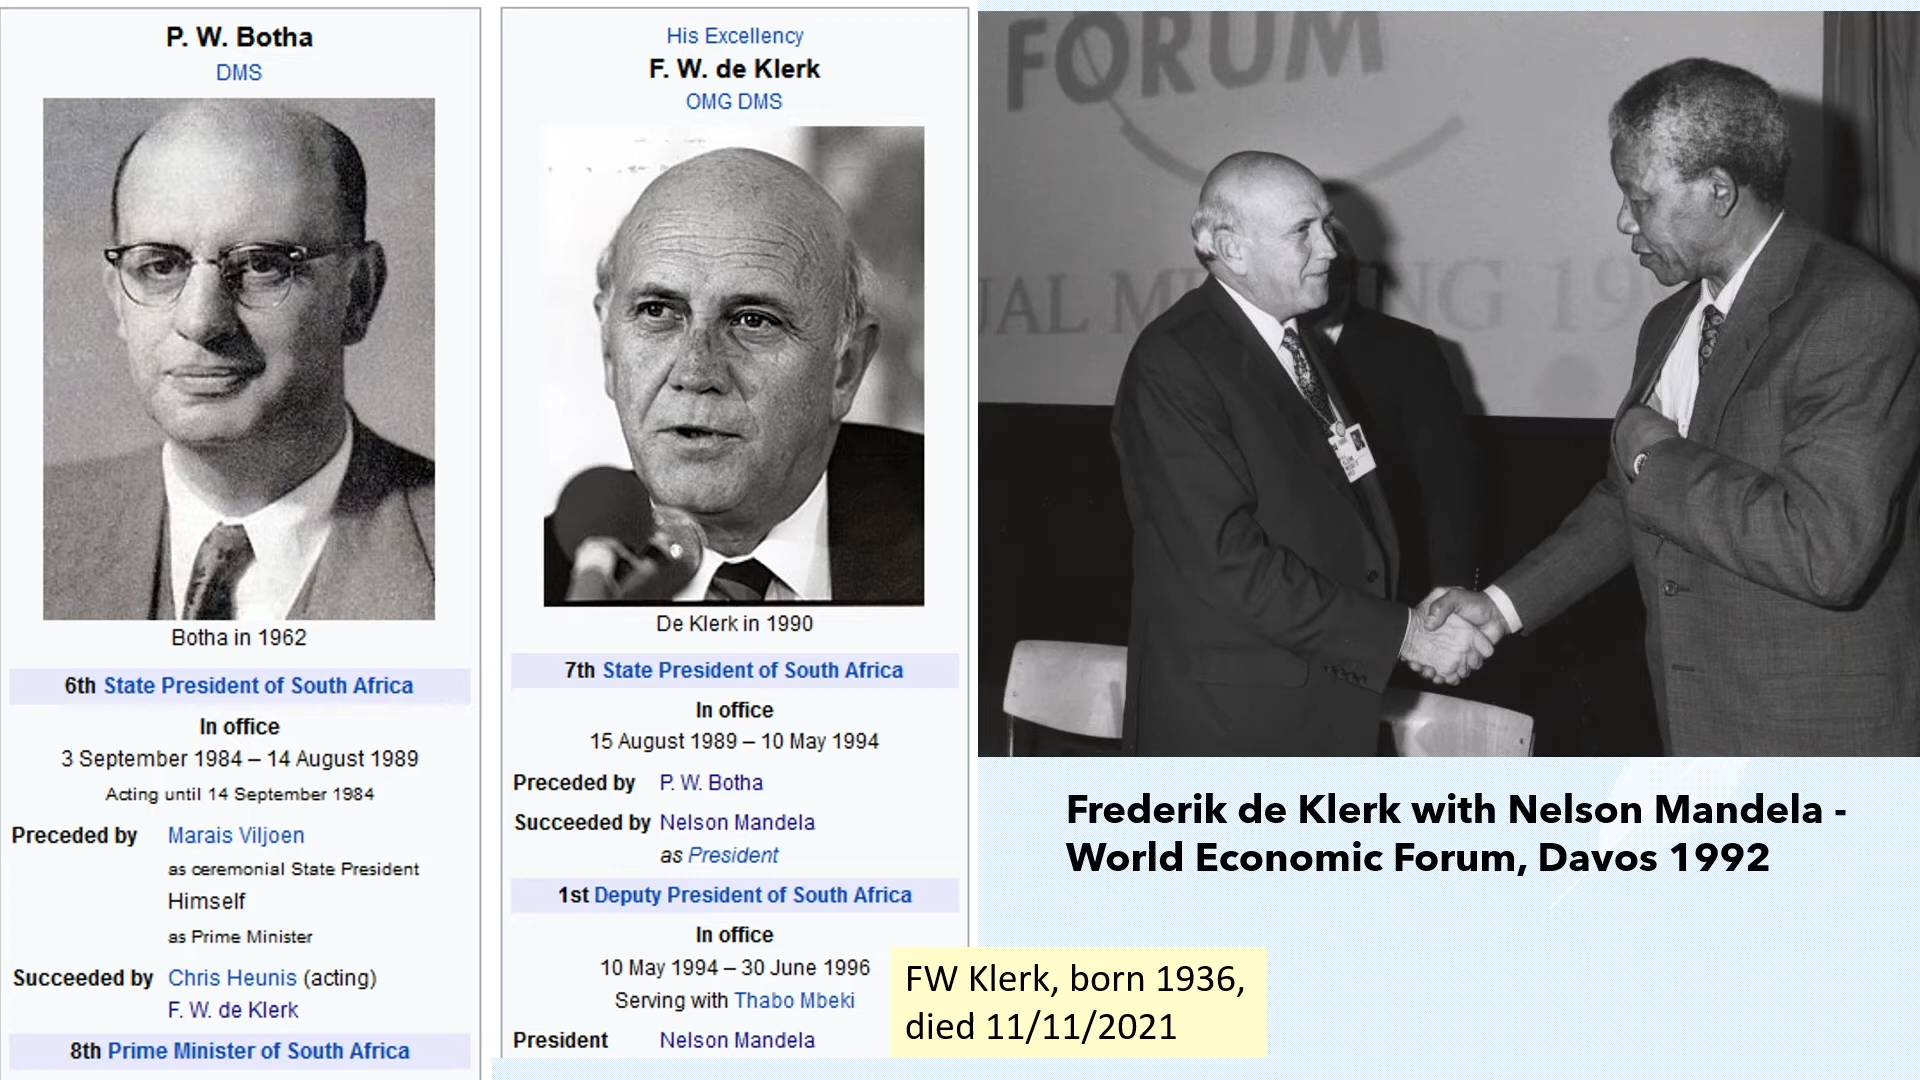 P. W. Botha
DMS
Botha in 1962
6th State President of South Africa
In office
3 September 1984 – 14 August 1989
Acting until 14 September 1984
Preceded by Marais Viljoen
as ceremonial State President
Himself
as Prime Minister
Succeeded by Chris Heunis (acting)
F. W. de Klerk
8th Prime Minister of South Africa
His Excellency
F. W. de Klerk
OMG DMS
De Klerk in 1990
7th State President of South Africa
In office
15 August 1989 – 10 May 1994
Preceded by P. W. Botha
Succeeded by Nelson Mandela
as President
1st Deputy President of South Africa
In office
10 May 1994 – 30 June 1996
Serving with Thabo Mbeki
President Nelson Mandela
FORUM
Frederik de Klerk with Nelson Mandela -
World Economic Forum, Davos 1992
FW Klerk, born 1936,
died 11/11/2021